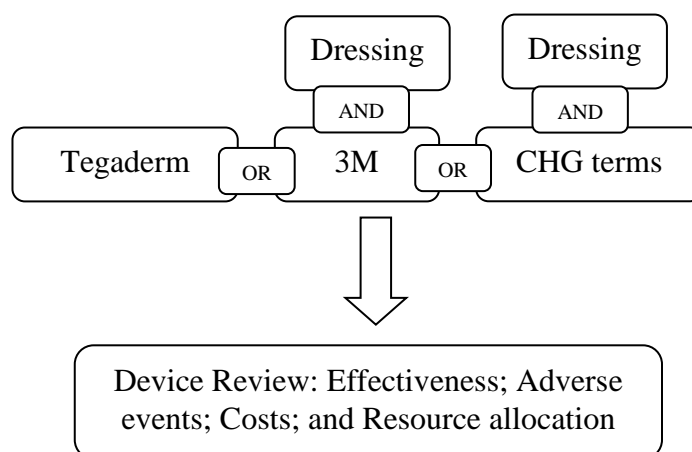 Dressing
Dressing
AND
AND
Tegaderm
OR
3M
OR
CHG terms
Device Review: Effectiveness; Adverse
events; Costs; and Resource allocation